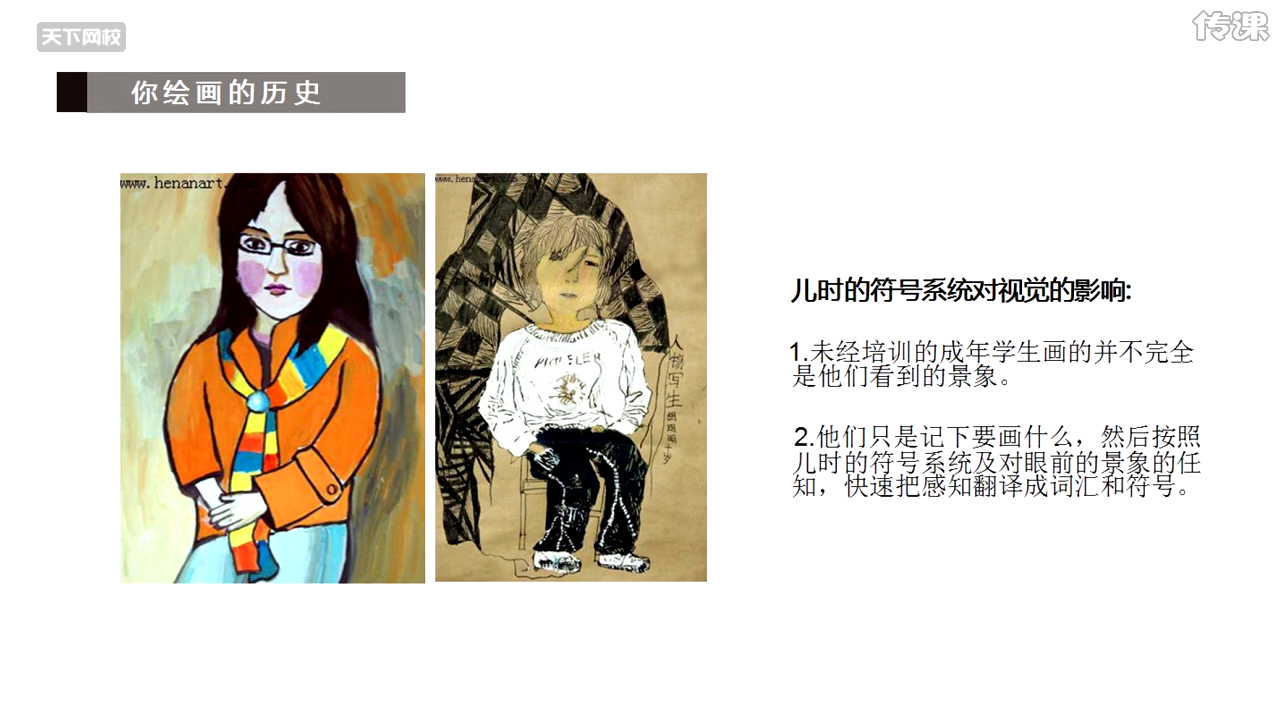 天下网校
传课
你绘画的历史
www.henanart.
www.henanart.com
人物写生
儿时的符号系统对视觉的影响:
1.未经培训的成年学生画的并不完全
是他们看到的景象。
2.他们只是记下要画什么，然后按照
儿时的符号系统及对眼前的景象的任
知，快速把感知翻译成词汇和符号。